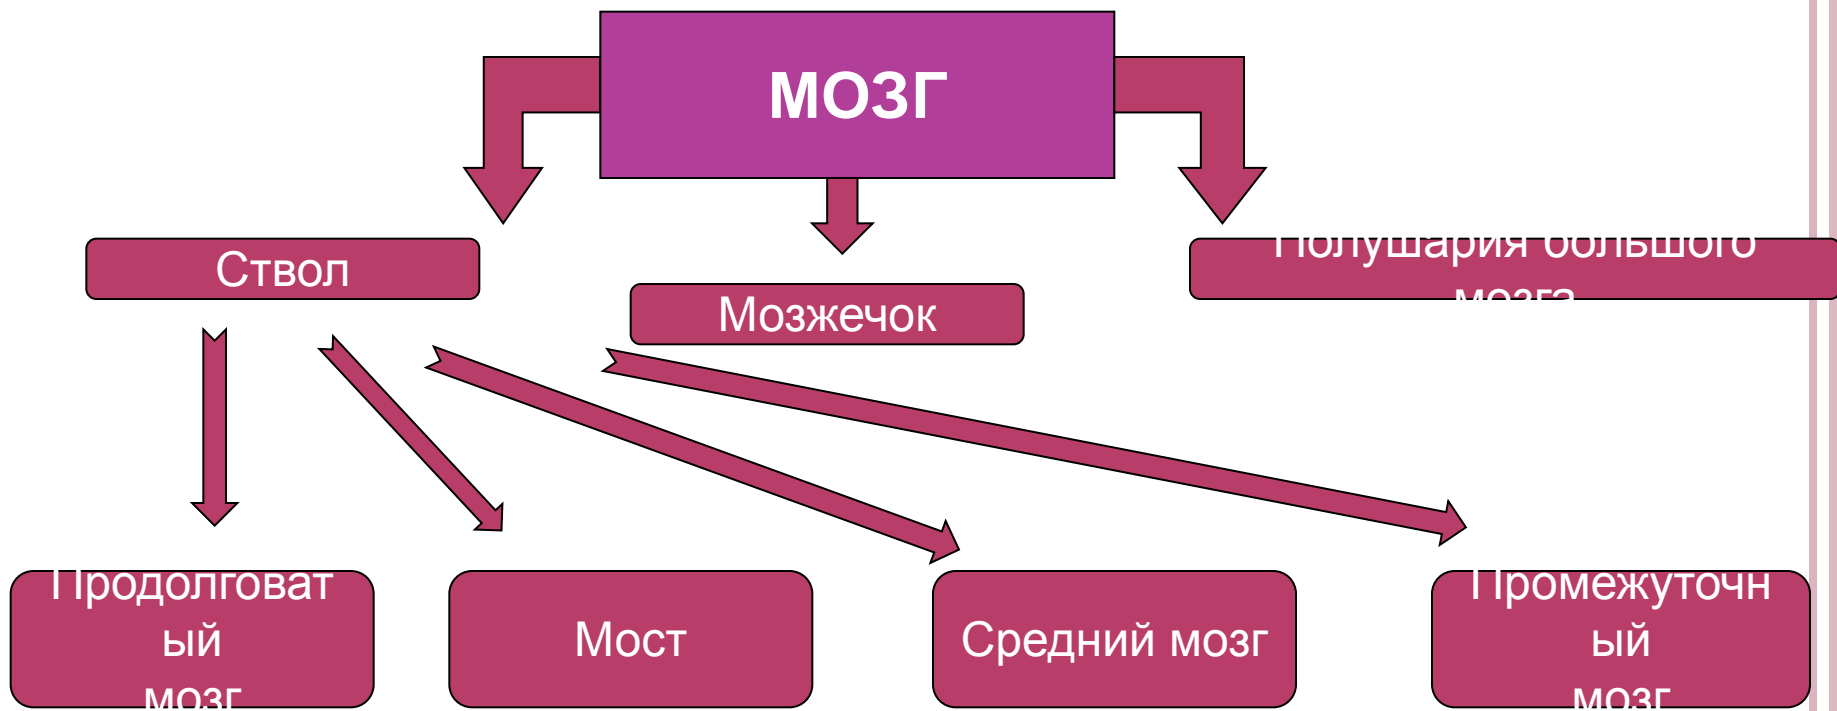 МОЗГ
Ствол
Мозжечок
Полушария большого
мозга
Продолговат
ый
мозг
Мост
Средний мозг
Промежуточн
ый
мозг